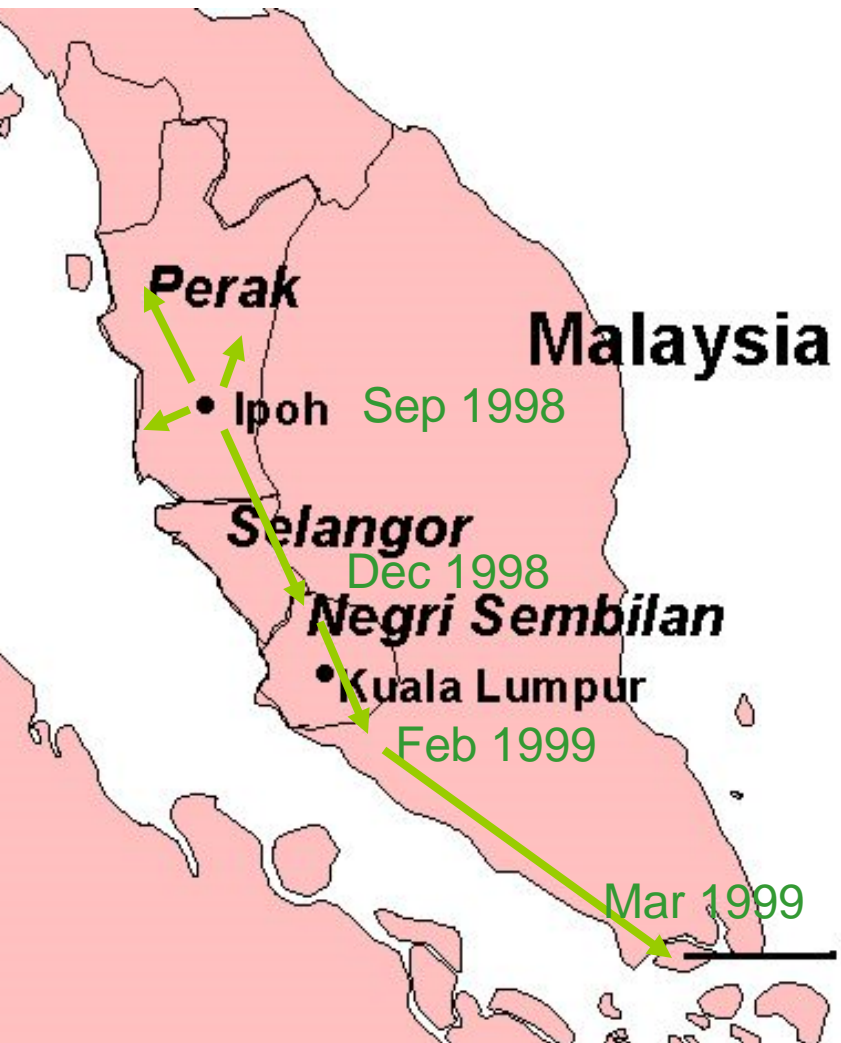 Perak
Malaysia
Ipoh Sep 1998
Selangor
Dec 1998
Negri Sembilan
Kuala Lumpur
Feb 1999
Mar 1999